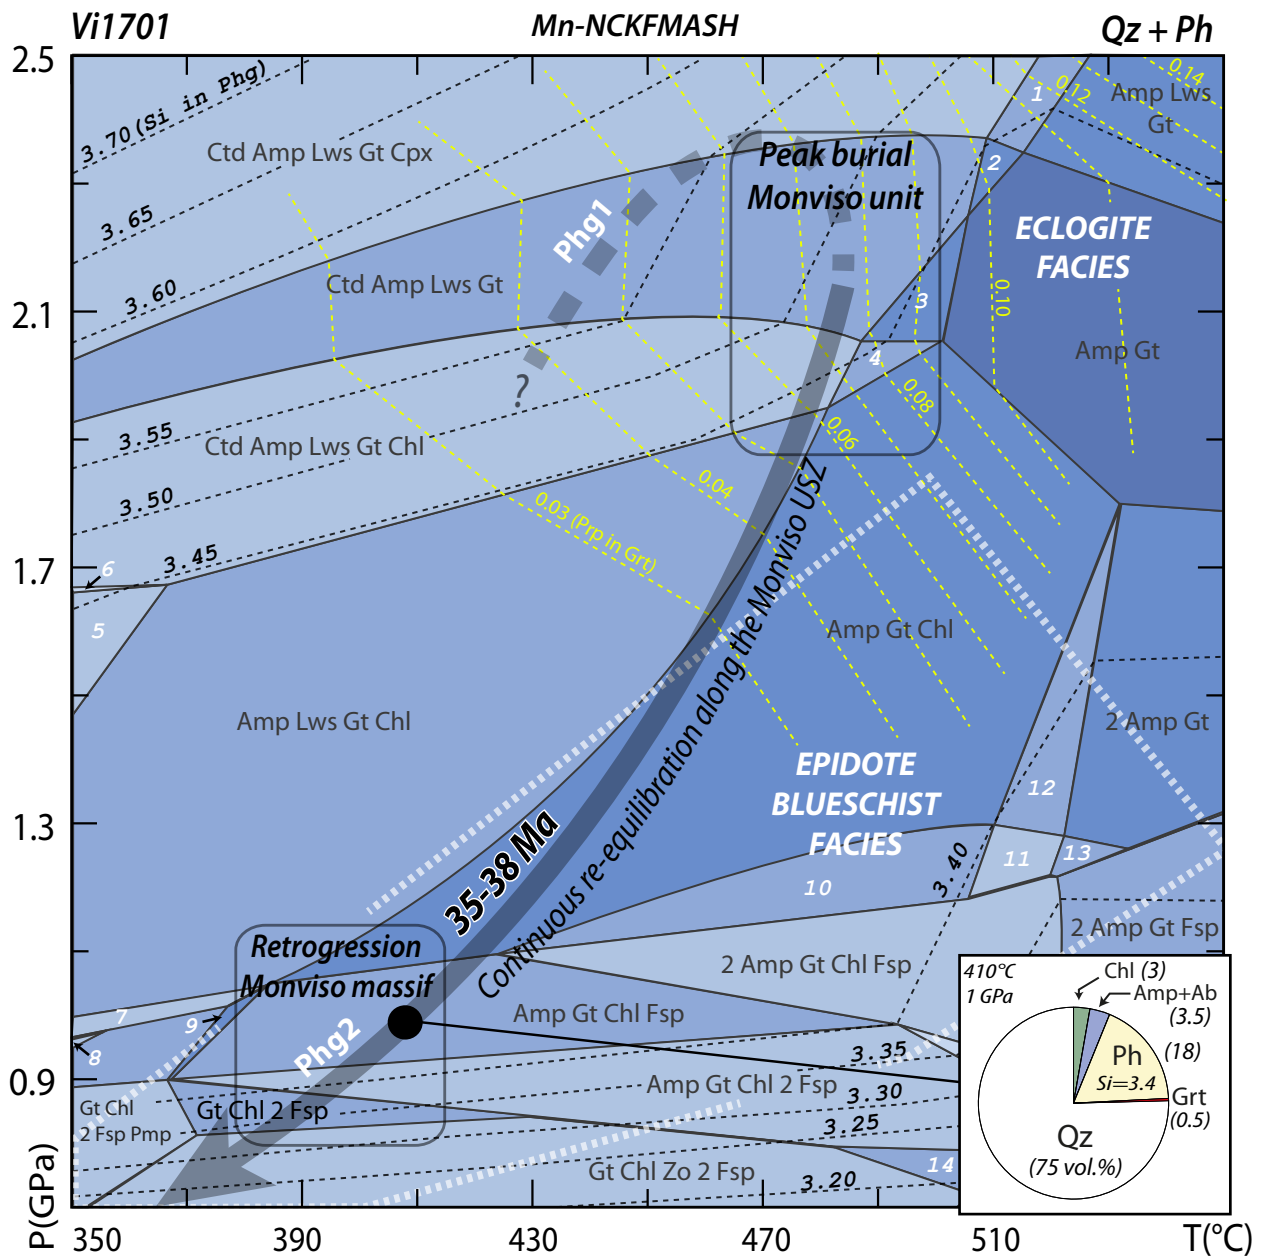 Vi1701
Mn-NCKFMASH
Qz + Ph
2.5
2.1
1.7
1.3
0.9
P(GPa)
350
390
430
470
510
T(°C)
3.70 (Si in Phg)
3.65
3.60
3.55
3.50
3.45
3.40
3.35
3.30
3.25
3.20
0.14
0.12
0.10
0.08
0.06
0.04
0.03 (Prp in Grt)
Ctd Amp Lws Gt Cpx
Amp Lws
Gt
1
2
Peak burial
Monviso unit
Phg1
ECLOGITE
FACIES
Ctd Amp Lws Gt
3
4
Amp Gt
?
Ctd Amp Lws Gt Chl
6
5
Amp Gt Chl
Amp Lws Gt Chl
2 Amp Gt
Continuous re-equilibration along the Monviso USZ
EPIDOTE
BLUESCHIST
FACIES
12
35-38 Ma
11
13
10
2 Amp Gt Fsp
Retrogression
Monviso massif
2 Amp Gt Chl Fsp
7
9
8
Phg2
Amp Gt Chl Fsp
Amp Gt Chl 2 Fsp
Gt Chl
2 Fsp Pmp
Gt Chl 2 Fsp
Gt Chl Zo 2 Fsp
14
410°C
1 GPa
Chl (3)
Amp+Ab
(3.5)
Ph
(18)
Si=3.4
Grt
(0.5)
Qz
(75 vol.%)